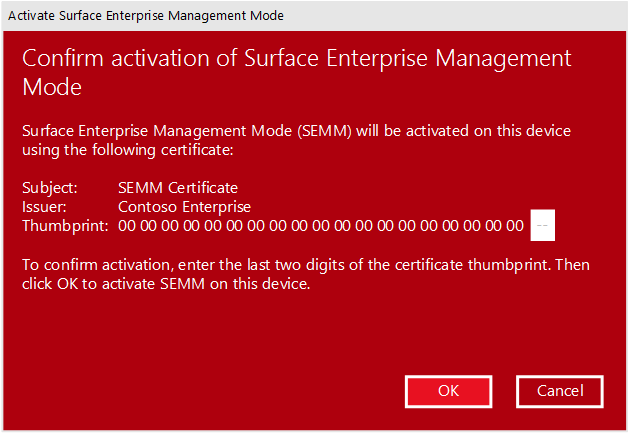 Activate Surface Enterprise Management Mode
Confirm activation of Surface Enterprise Management
Mode
Surface Enterprise Management Mode (SEMM) will be activated on this device
using the following certificate:
Subject: SEMM Certificate
Issuer: Contoso Enterprise
Thumbprint: 00 00 00 00 00 00 00 00 00 00 00 00 00 00 00 00 00 00 00 --
To confirm activation, enter the last two digits of the certificate thumbprint. Then
click OK to activate SEMM on this device.
OK Cancel